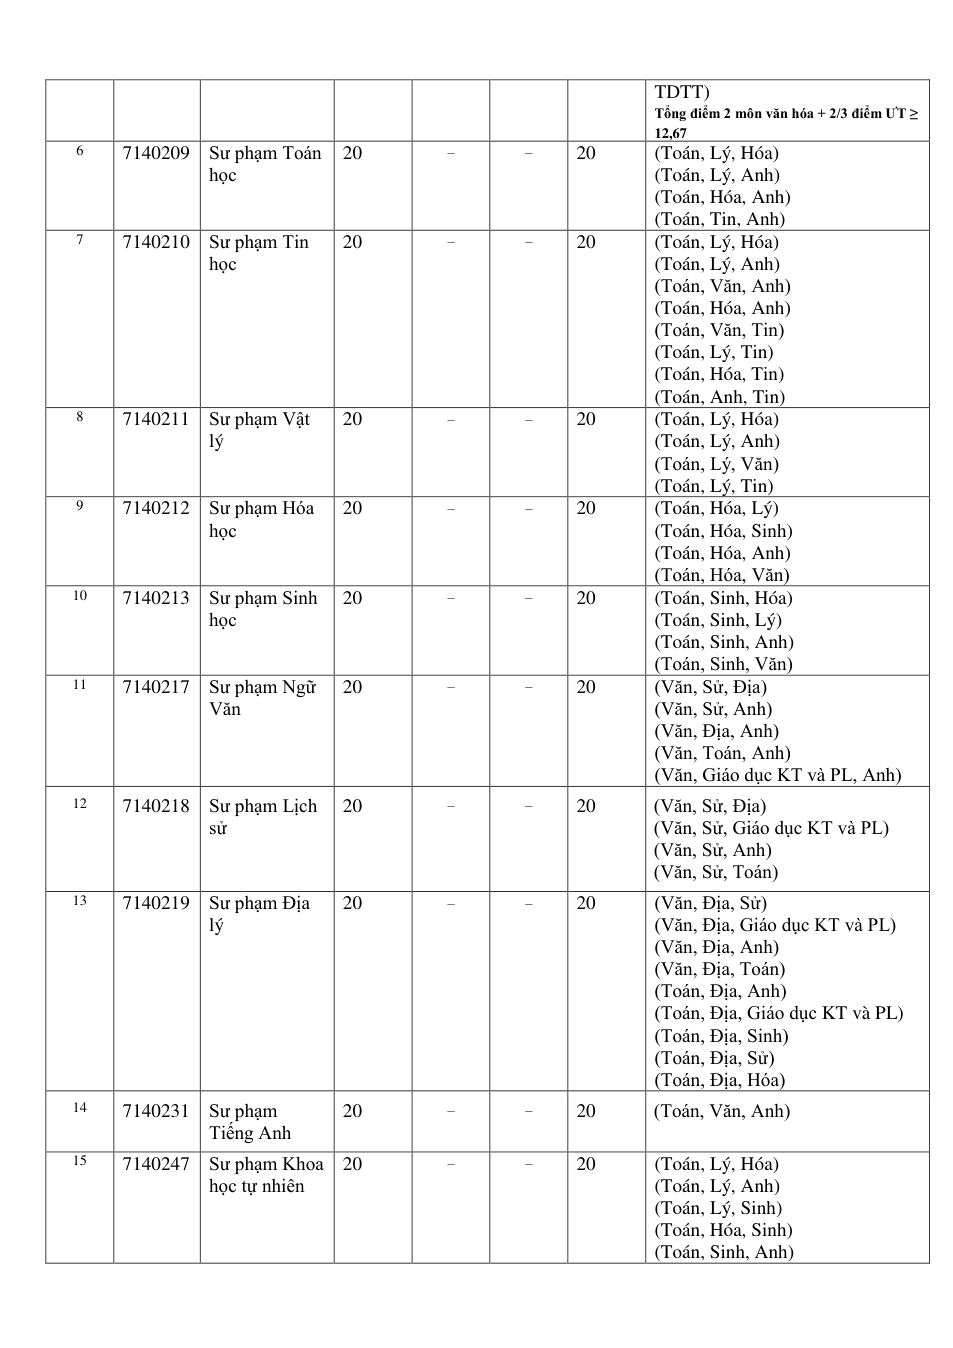 TDTT)
Tổng điểm 2 môn văn hóa + 2/3 điểm ƯT ≥
12,67
6 7140209 Sư phạm Toán 20 – – 20 (Toán, Lý, Hóa)
học (Toán, Lý, Anh)
(Toán, Hóa, Anh)
(Toán, Tin, Anh)
7 7140210 Sư phạm Tin 20 – – 20 (Toán, Lý, Hóa)
học (Toán, Lý, Anh)
(Toán, Văn, Anh)
(Toán, Hóa, Anh)
(Toán, Văn, Tin)
(Toán, Lý, Tin)
(Toán, Hóa, Tin)
(Toán, Anh, Tin)
8 7140211 Sư phạm Vật 20 – – 20 (Toán, Lý, Hóa)
lý (Toán, Lý, Anh)
(Toán, Lý, Văn)
(Toán, Lý, Tin)
9 7140212 Sư phạm Hóa 20 – – 20 (Toán, Hóa, Lý)
học (Toán, Hóa, Sinh)
(Toán, Hóa, Anh)
(Toán, Hóa, Văn)
10 7140213 Sư phạm Sinh 20 – – 20 (Toán, Sinh, Hóa)
học (Toán, Sinh, Lý)
(Toán, Sinh, Anh)
(Toán, Sinh, Văn)
11 7140217 Sư phạm Ngữ 20 – – 20 (Văn, Sử, Địa)
Văn (Văn, Sử, Anh)
(Văn, Địa, Anh)
(Văn, Toán, Anh)
(Văn, Giáo dục KT và PL, Anh)
12 7140218 Sư phạm Lịch 20 – – 20 (Văn, Sử, Địa)
sử (Văn, Sử, Giáo dục KT và PL)
(Văn, Sử, Anh)
(Văn, Sử, Toán)
13 7140219 Sư phạm Địa 20 – – 20 (Văn, Địa, Sử)
lý (Văn, Địa, Giáo dục KT và PL)
(Văn, Địa, Anh)
(Văn, Địa, Toán)
(Toán, Địa, Anh)
(Toán, Địa, Giáo dục KT và PL)
(Toán, Địa, Sinh)
(Toán, Địa, Sử)
(Toán, Địa, Hóa)
14 7140231 Sư phạm 20 – – 20 (Toán, Văn, Anh)
Tiếng Anh
15 7140247 Sư phạm Khoa 20 – – 20 (Toán, Lý, Hóa)
học tự nhiên (Toán, Lý, Anh)
(Toán, Lý, Sinh)
(Toán, Hóa, Sinh)
(Toán, Sinh, Anh)